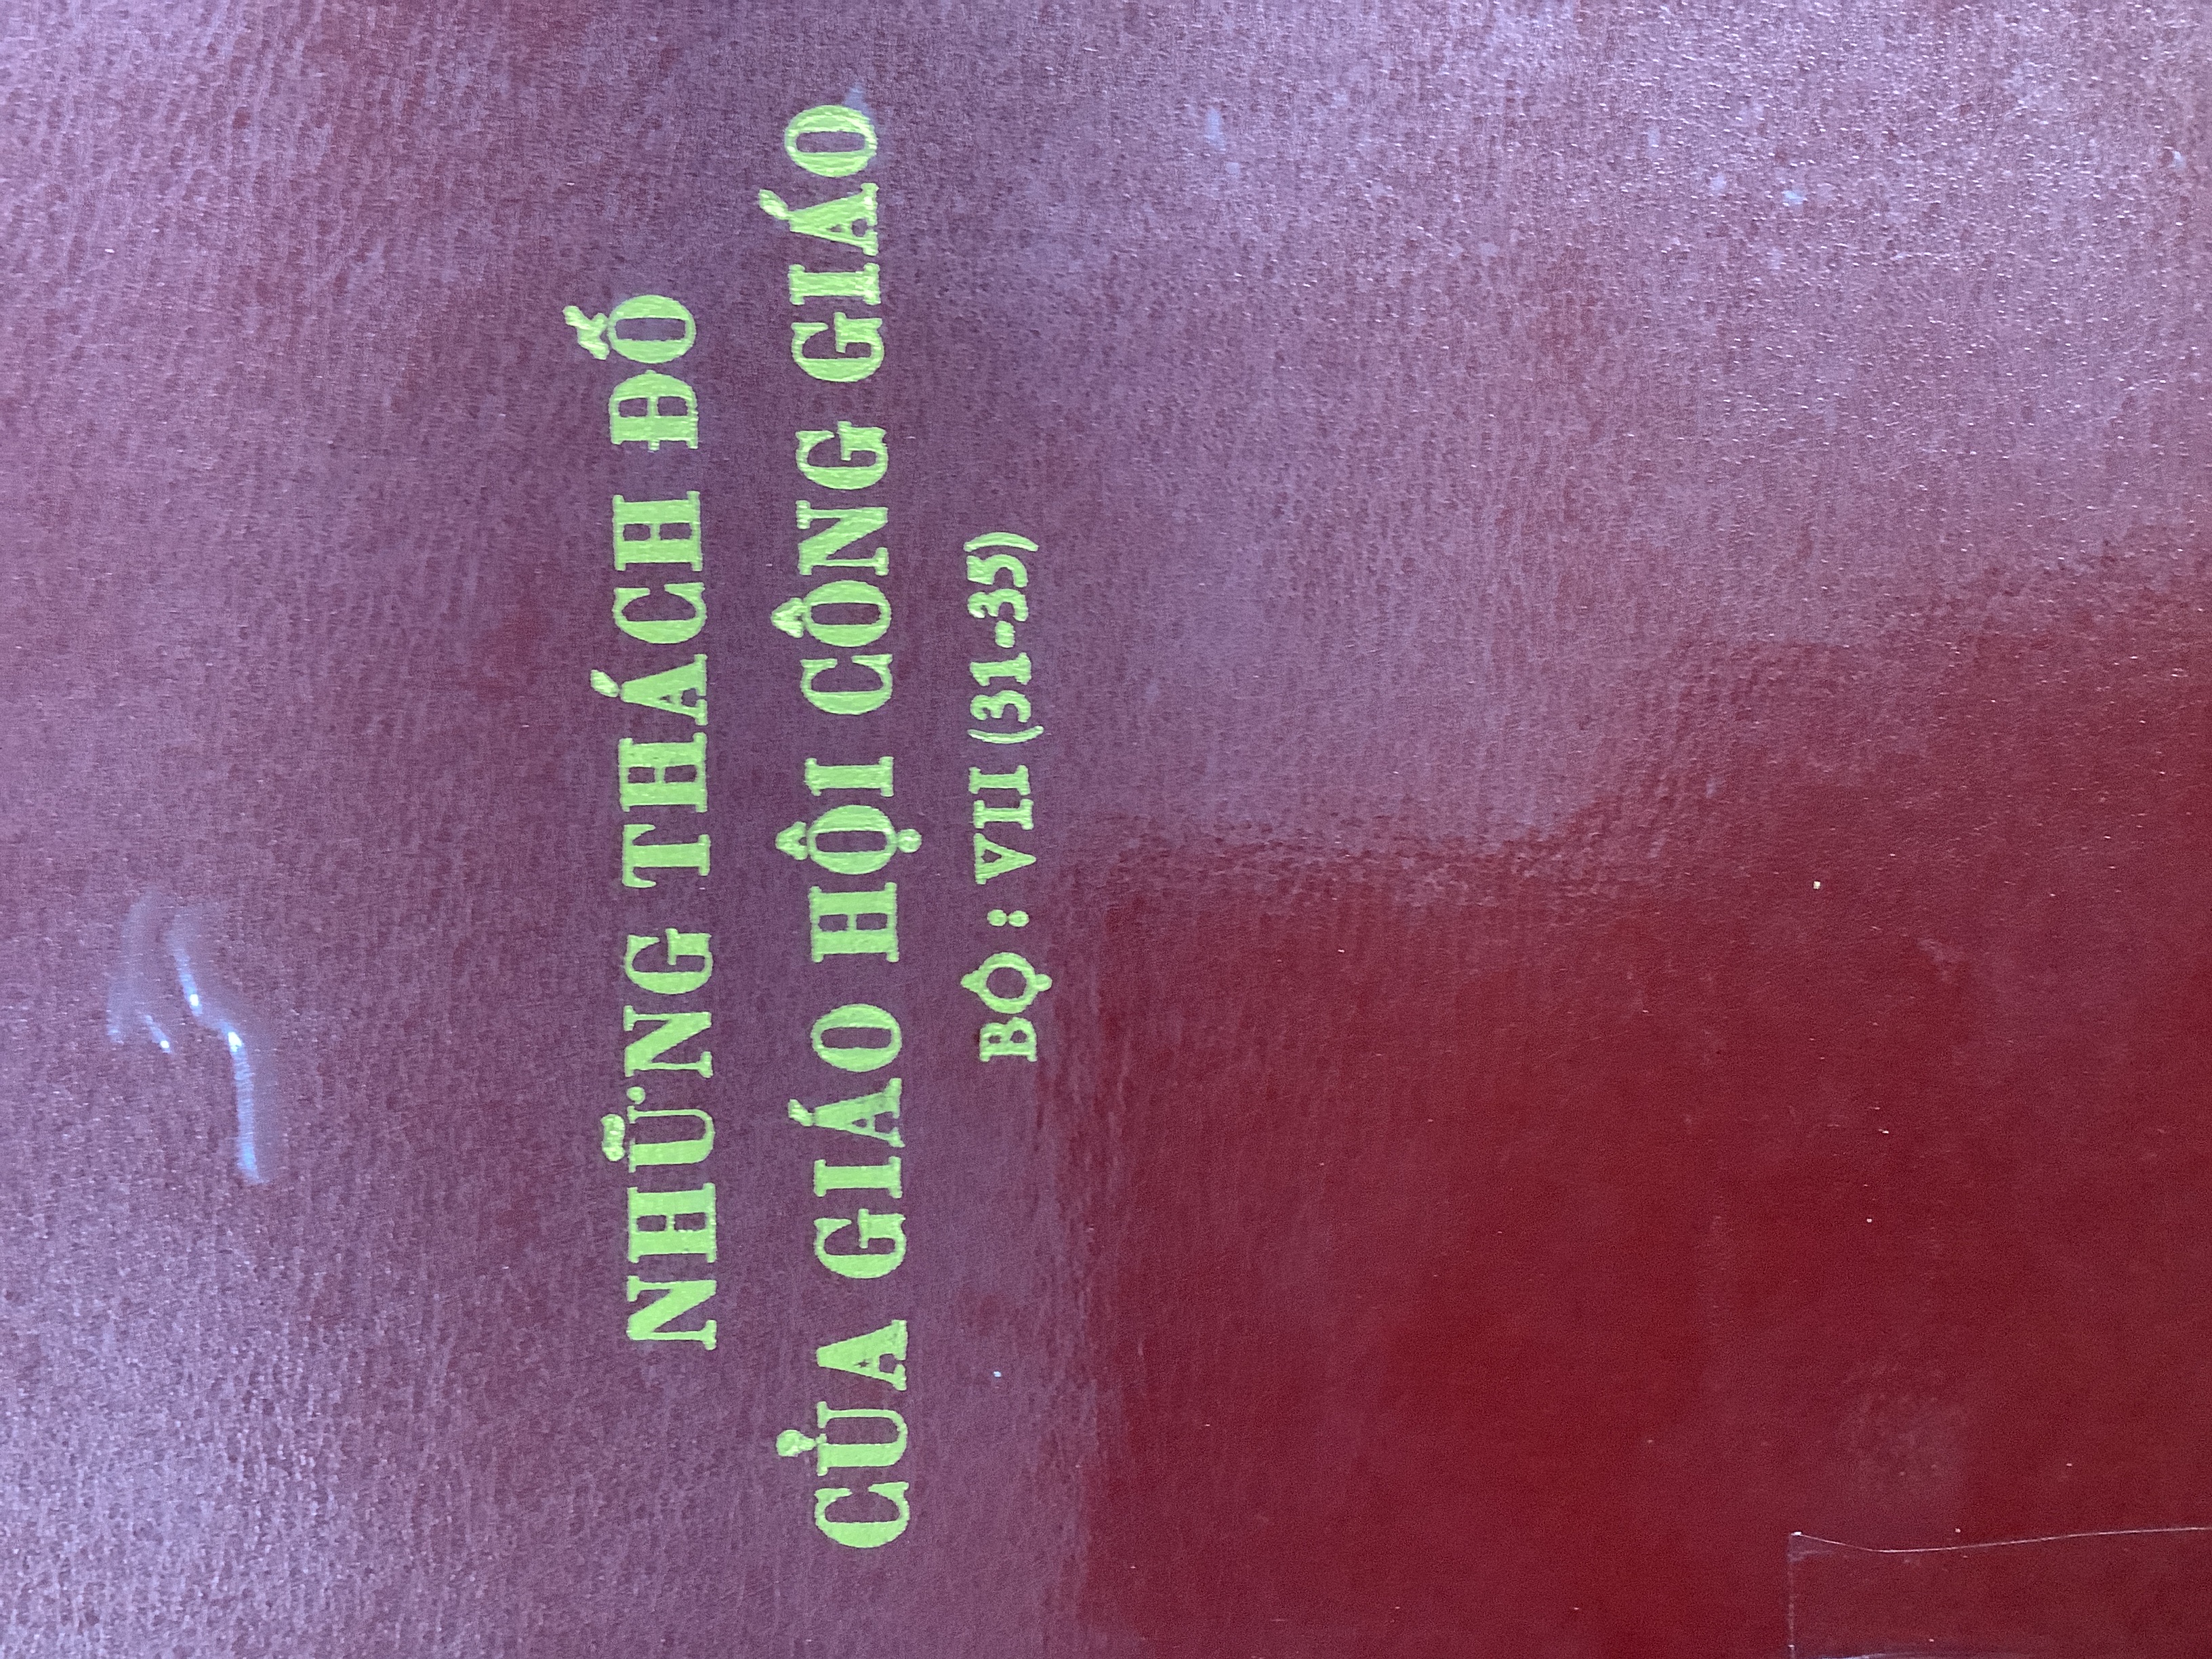 NHỮNG THÁCH ĐỐ
CỦA GIÁO HỘI CÔNG GIÁO
BỘ : VII (31-35)